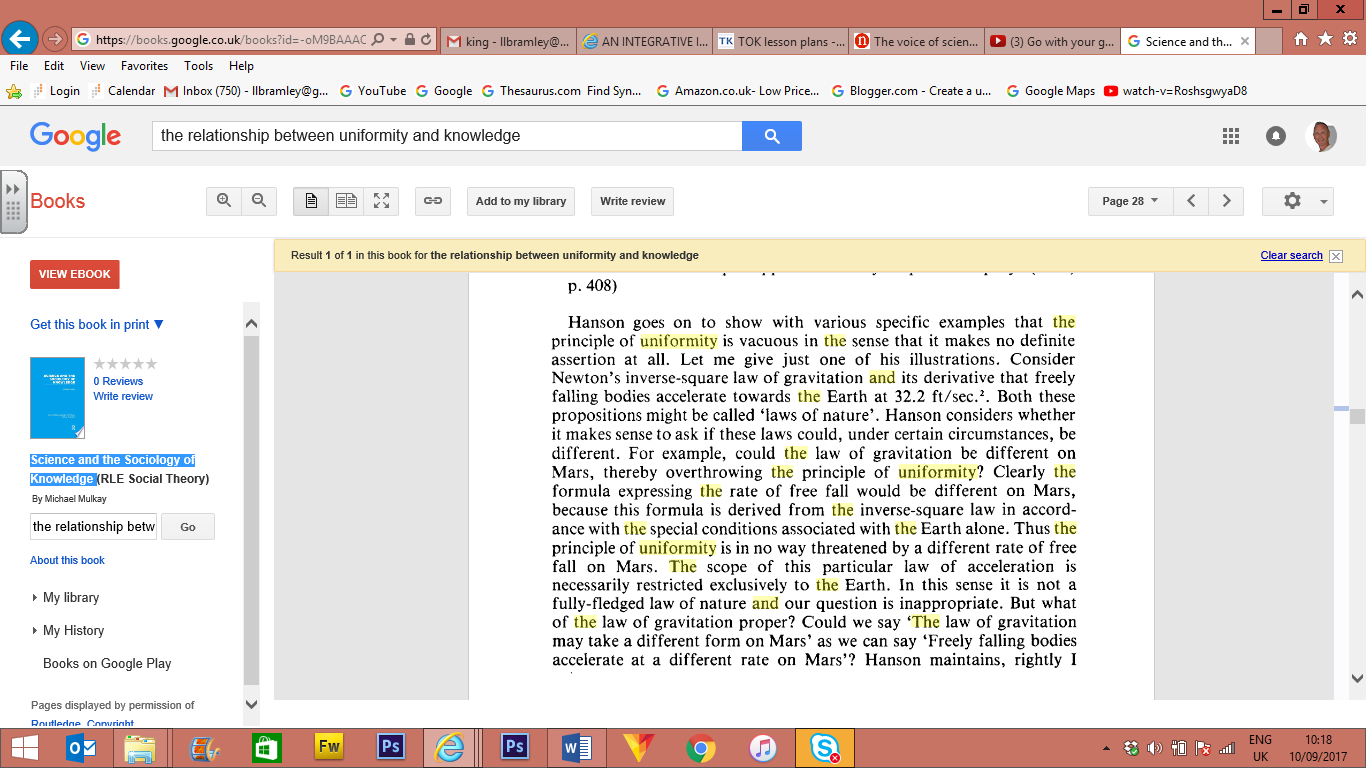 https://books.google.co.uk/books?id=-oM9BAAAC
king - llbramley@...
AN INTEGRATIVE I...
TOK lesson plans -...
The voice of scien...
(3) Go with your g...
Science and th...
File Edit View Favorites Tools Help
Login Calendar Inbox (750) - llbramley@g... YouTube Google Thesaurus.com Find Syn... Amazon.co.uk- Low Price... Blogger.com - Create a u... Google Maps watch-v=RoshsgwyaD8
Google the relationship between uniformity and knowledge
Books Add to my library Write review Page 28
Result 1 of 1 in this book for the relationship between uniformity and knowledge Clear search
VIEW EBOOK
Get this book in print
0 Reviews
Write review
Science and the Sociology of
Knowledge (RLE Social Theory)
By Michael Mulkay
the relationship betw Go
About this book
My library
My History
Books on Google Play
Pages displayed by permission of
Routledge. Copyright
p. 408)
Hanson goes on to show with various specific examples that the
principle of uniformity is vacuous in the sense that it makes no definite
assertion at all. Let me give just one of his illustrations. Consider
Newton's inverse-square law of gravitation and its derivative that freely
falling bodies accelerate towards the Earth at 32.2 ft/sec.². Both these
propositions might be called ‘laws of nature’. Hanson considers whether
it makes sense to ask if these laws could, under certain circumstances, be
different. For example, could the law of gravitation be different on
Mars, thereby overthrowing the principle of uniformity? Clearly the
formula expressing the rate of free fall would be different on Mars,
because this formula is derived from the inverse-square law in accord-
ance with the special conditions associated with the Earth alone. Thus the
principle of uniformity is in no way threatened by a different rate of free
fall on Mars. The scope of this particular law of acceleration is
necessarily restricted exclusively to the Earth. In this sense it is not a
fully-fledged law of nature and our question is inappropriate. But what
of the law of gravitation proper? Could we say ‘The law of gravitation
may take a different form on Mars’ as we can say ‘Freely falling bodies
accelerate at a different rate on Mars’? Hanson maintains, rightly I
Fw Ps Ps
ENG
UK
10:18
10/09/2017